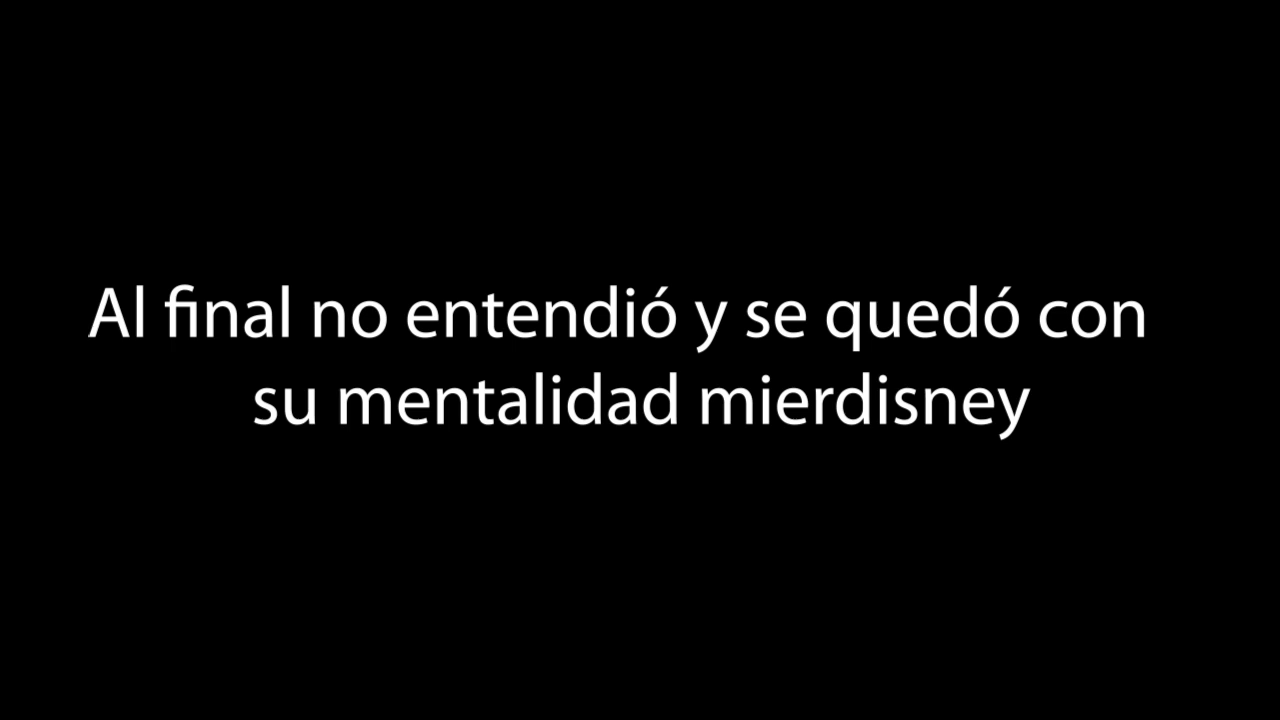 Al final no entendió y se quedó con
su mentalidad mierdisney